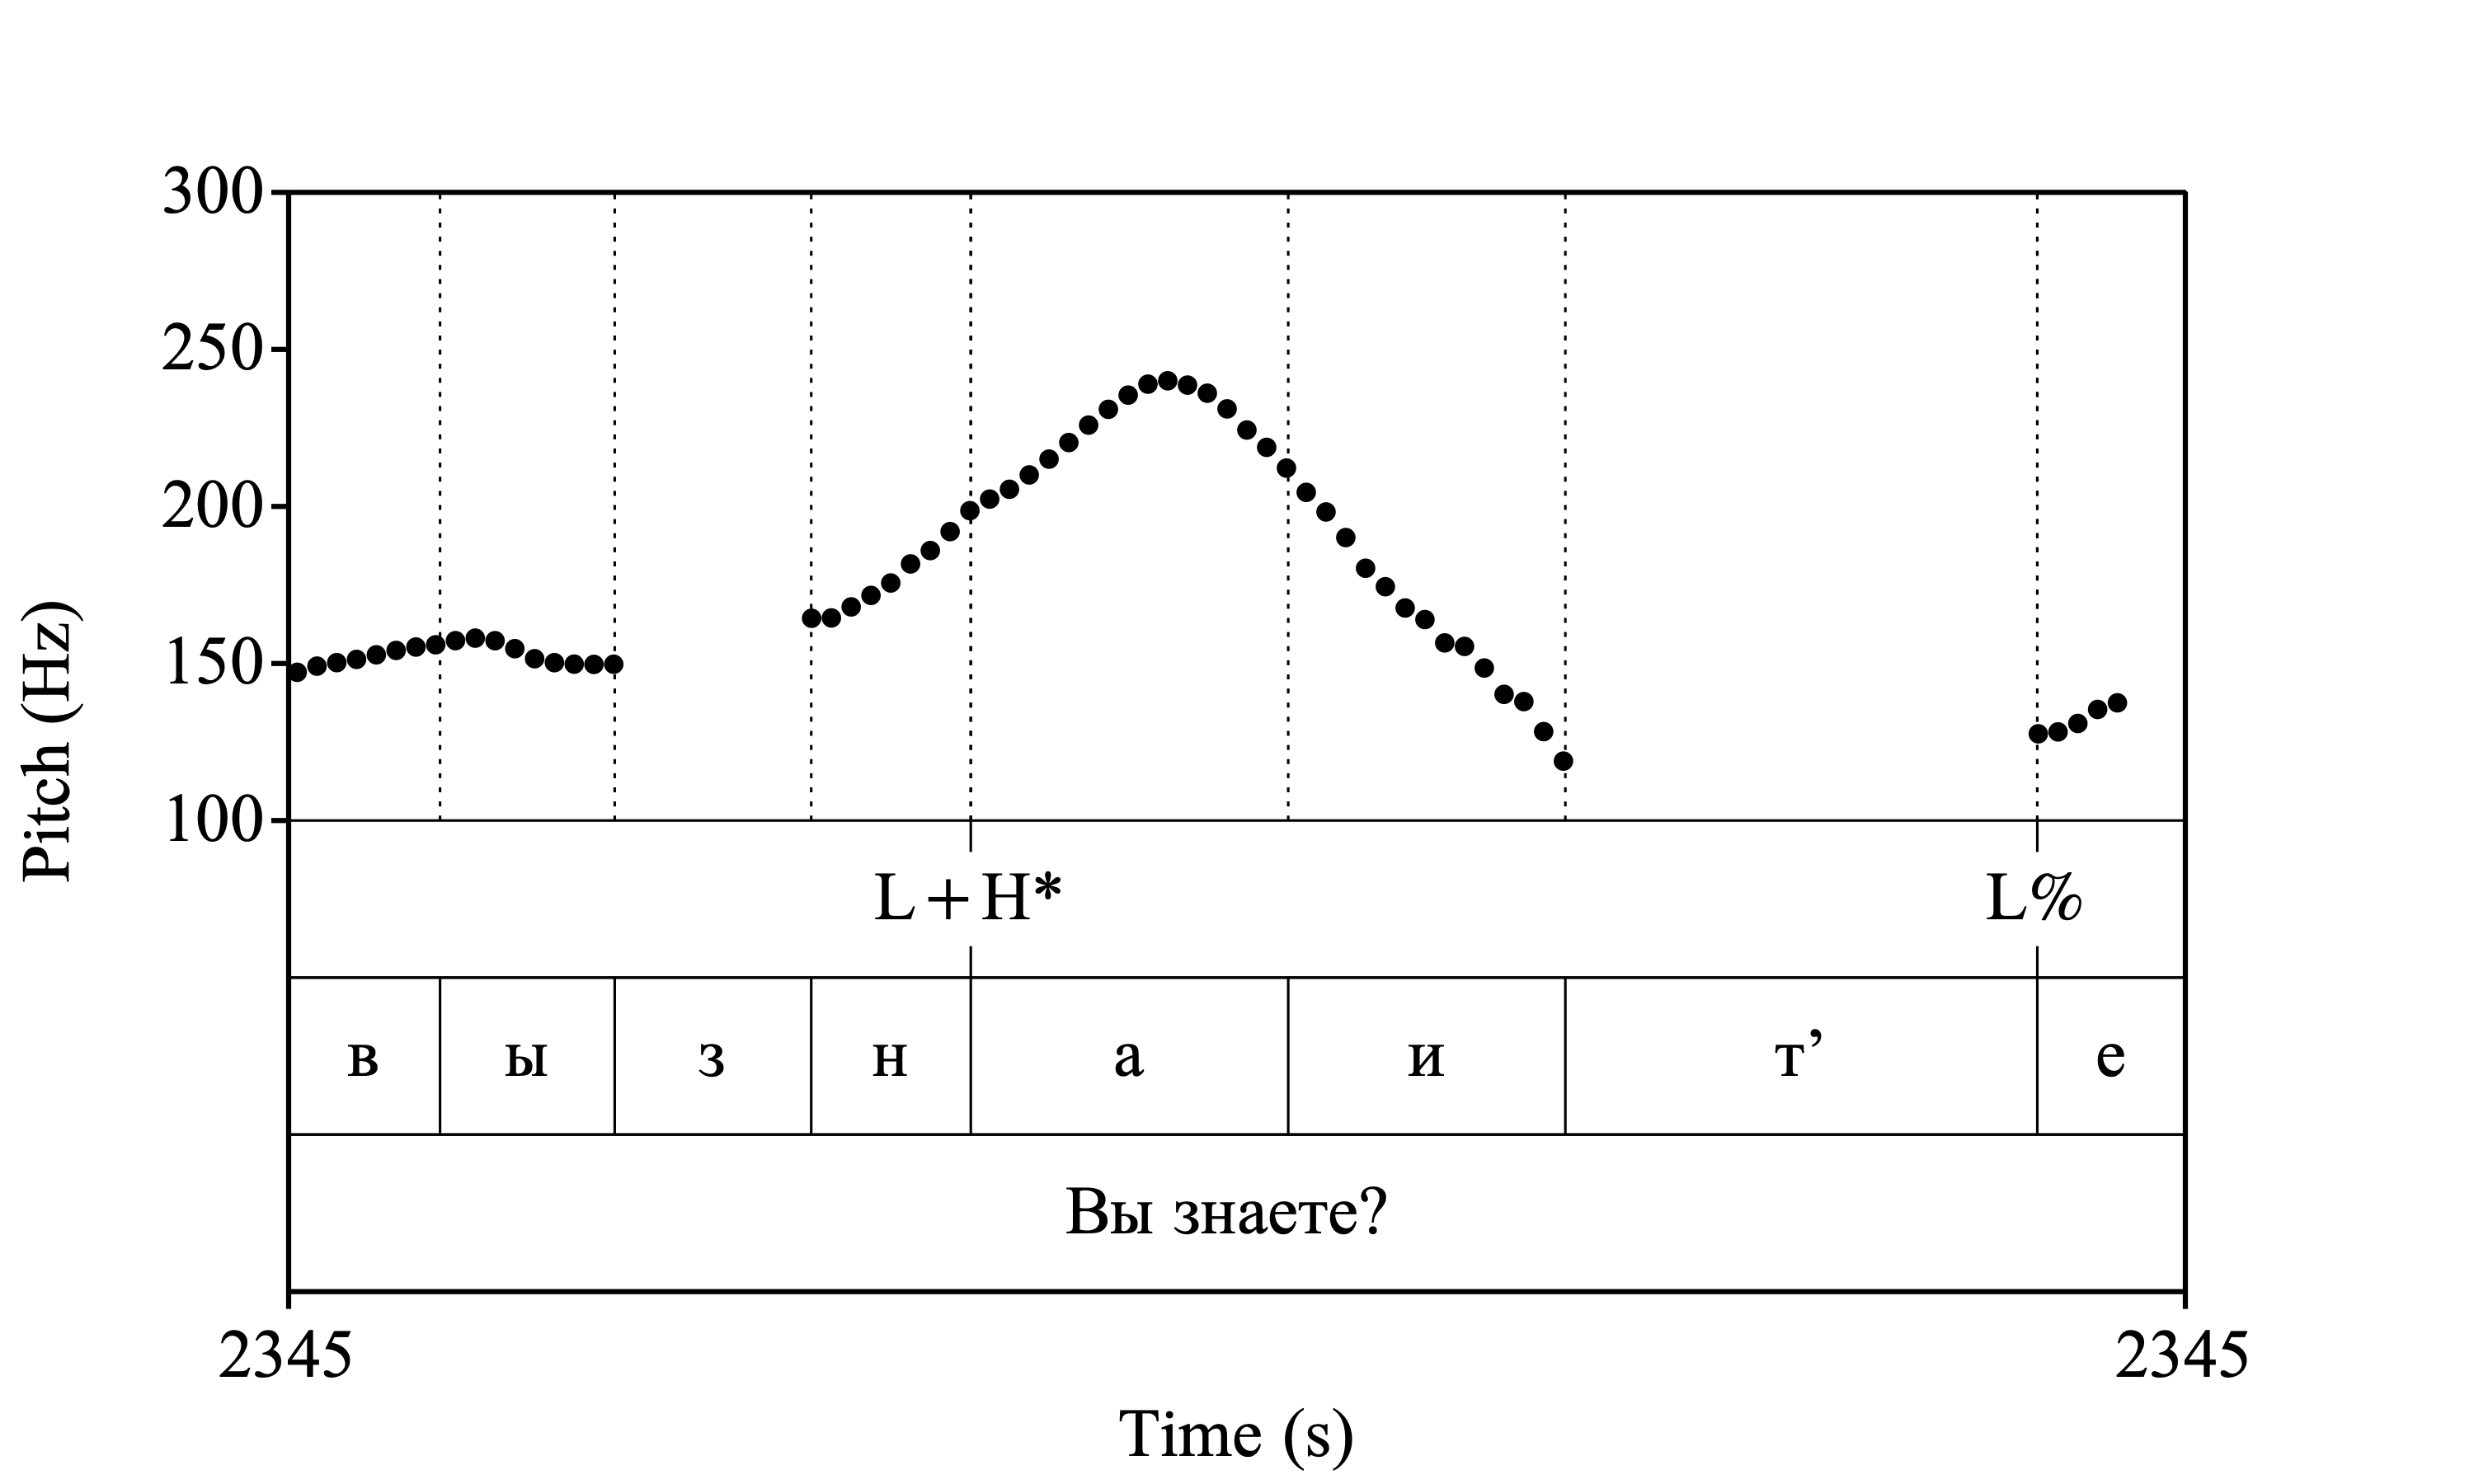 300
250
200
150
100
Pitch (Hz)
L+H* L%
в ы з н а и т’ е
Вы знаете?
2345 2345
Time (s)